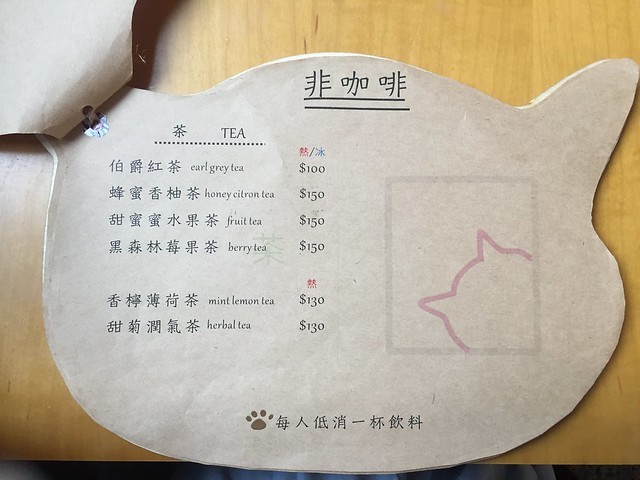 非咖啡
茶 TEA
熱/冰
伯爵紅茶 earl grey tea $100
蜂蜜香柚茶 honey citron tea $150
甜蜜蜜水果茶 fruit tea $150
黑森林莓果茶 berry tea $150
熱
香檸薄荷茶 mint lemon tea $130
甜菊潤氣茶 herbal tea $130
每人低消一杯飲料